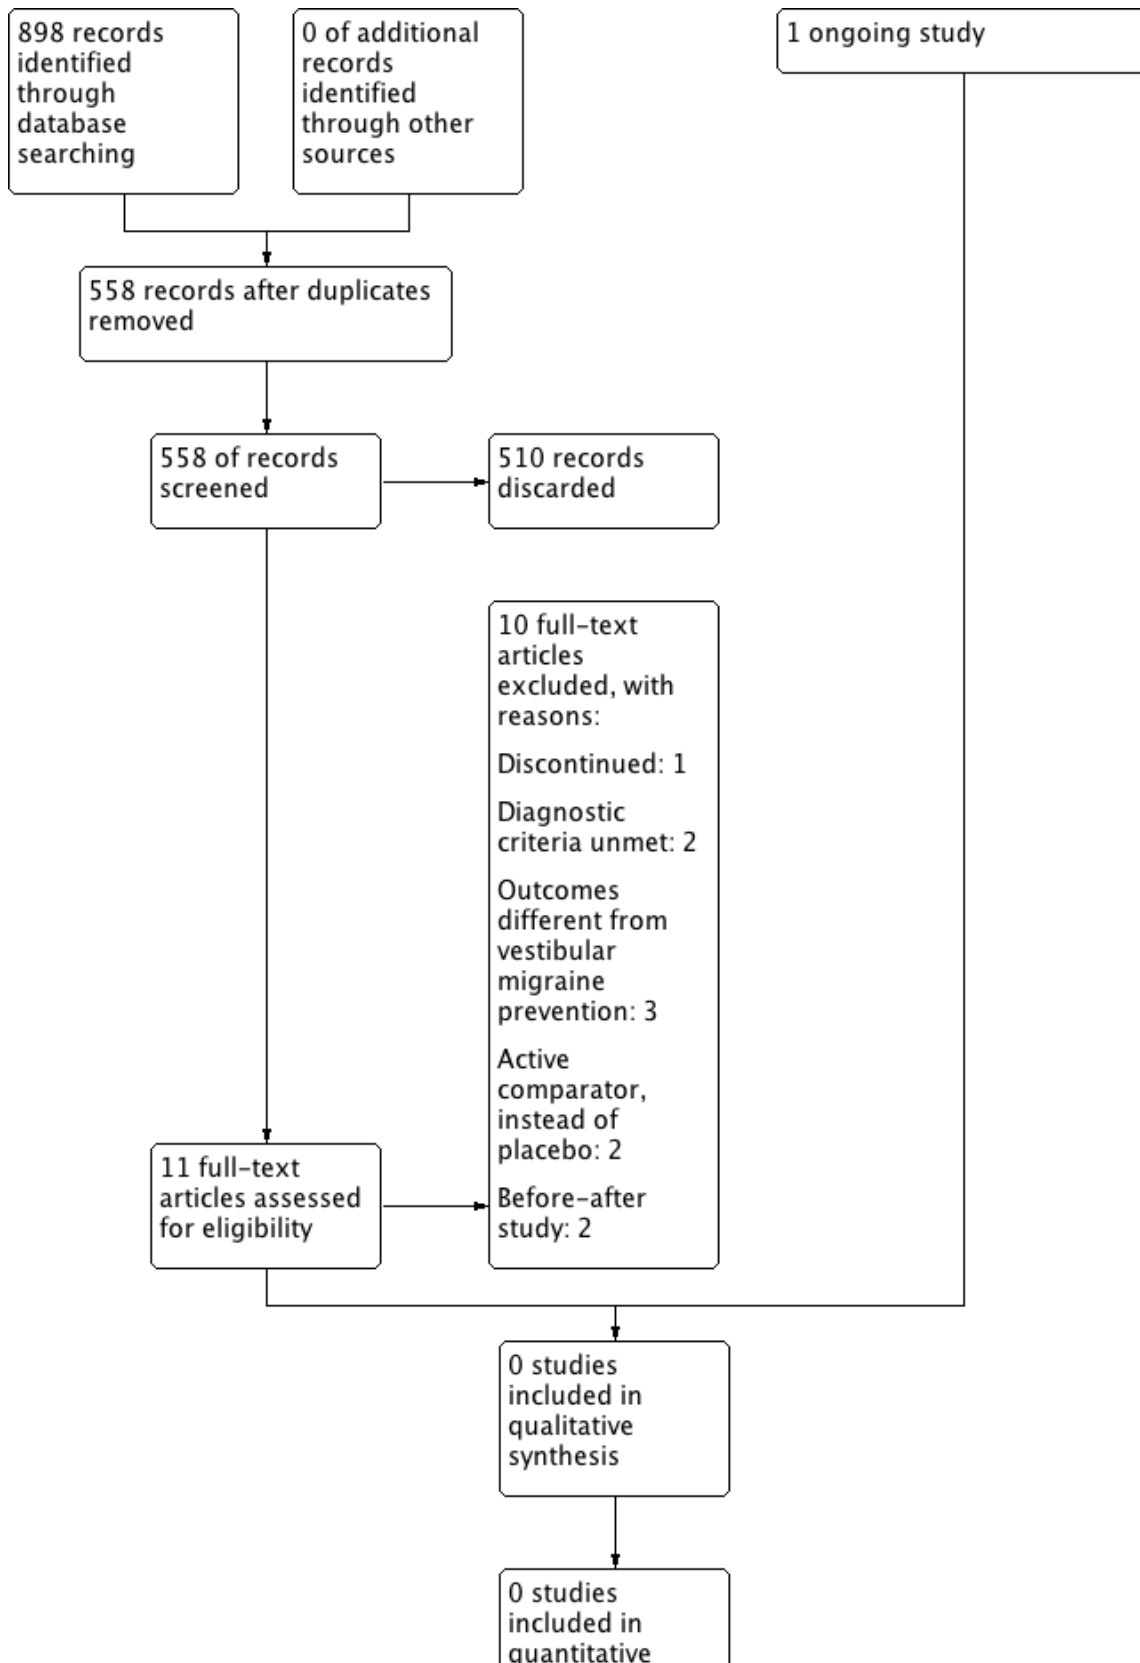 898 records
identified
through
database
searching
0 of additional
records
identified
through other
sources
1 ongoing study
558 records after duplicates
removed
558 of records
screened
510 records
discarded
10 full-text
articles
excluded, with
reasons:
Discontinued: 1
Diagnostic
criteria unmet: 2
Outcomes
different from
vestibular
migraine
prevention: 3
Active
comparator,
instead of
placebo: 2
Before-after
study: 2
11 full-text
articles assessed
for eligibility
0 studies
included in
qualitative
synthesis
0 studies
included in
quantitative